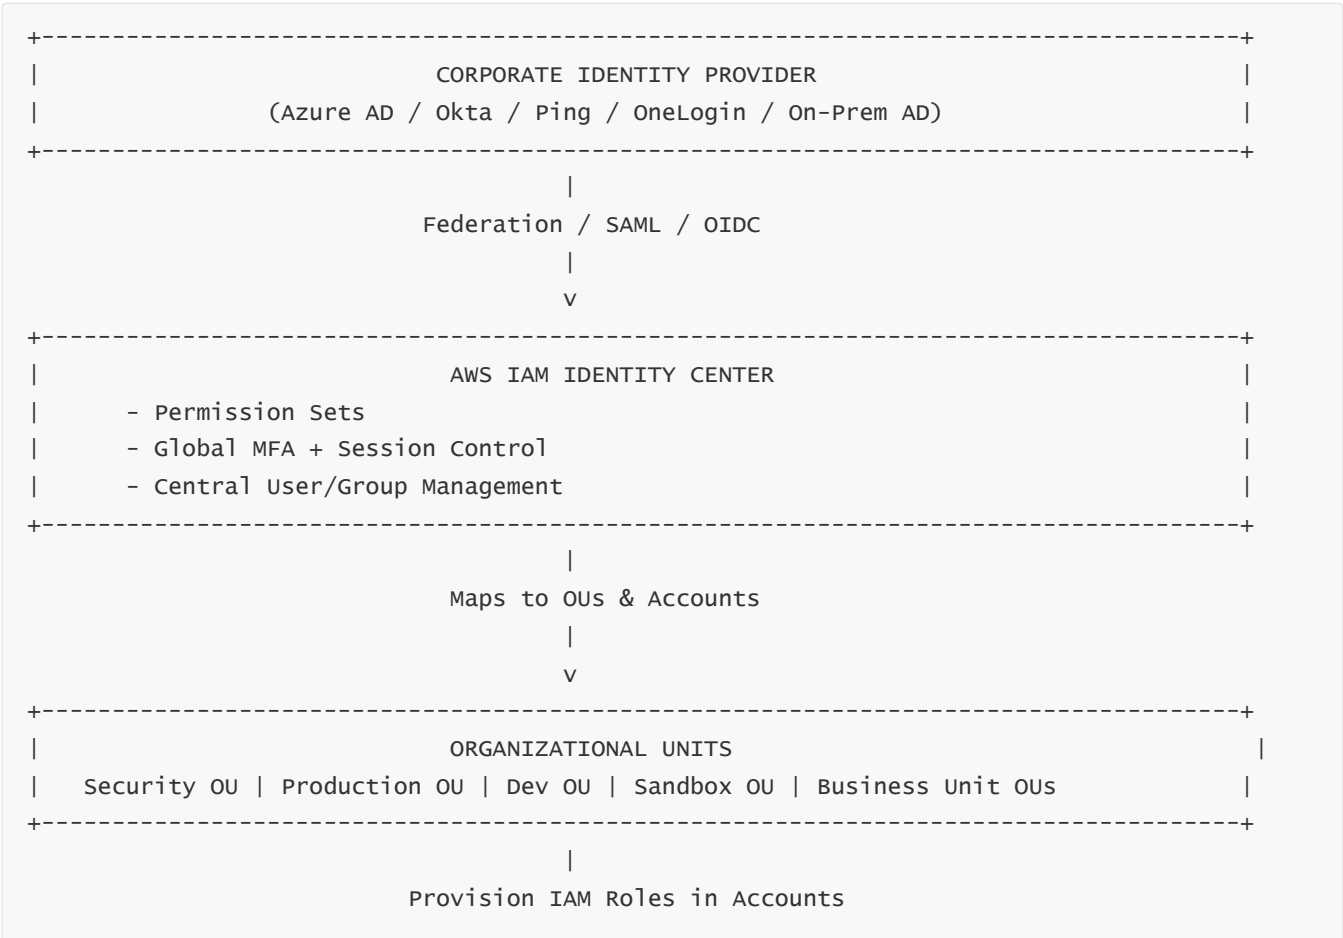 +-------------------------------------------------------------------------------------+
|                            CORPORATE IDENTITY PROVIDER                              |
|                (Azure AD / Okta / Ping / OneLogin / On-Prem AD)                     |
+-------------------------------------------------------------------------------------+
                                      |
                           Federation / SAML / OIDC
                                      |
                                      v
+-------------------------------------------------------------------------------------+
|                             AWS IAM IDENTITY CENTER                                 |
|      - Permission Sets                                                              |
|      - Global MFA + Session Control                                                 |
|      - Central User/Group Management                                                |
+-------------------------------------------------------------------------------------+
                                      |
                             Maps to OUs & Accounts
                                      |
                                      v
+-------------------------------------------------------------------------------------+
|                             ORGANIZATIONAL UNITS                                     |
|   Security OU | Production OU | Dev OU | Sandbox OU | Business Unit OUs             |
+-------------------------------------------------------------------------------------+
                                      |
                          Provision IAM Roles in Accounts